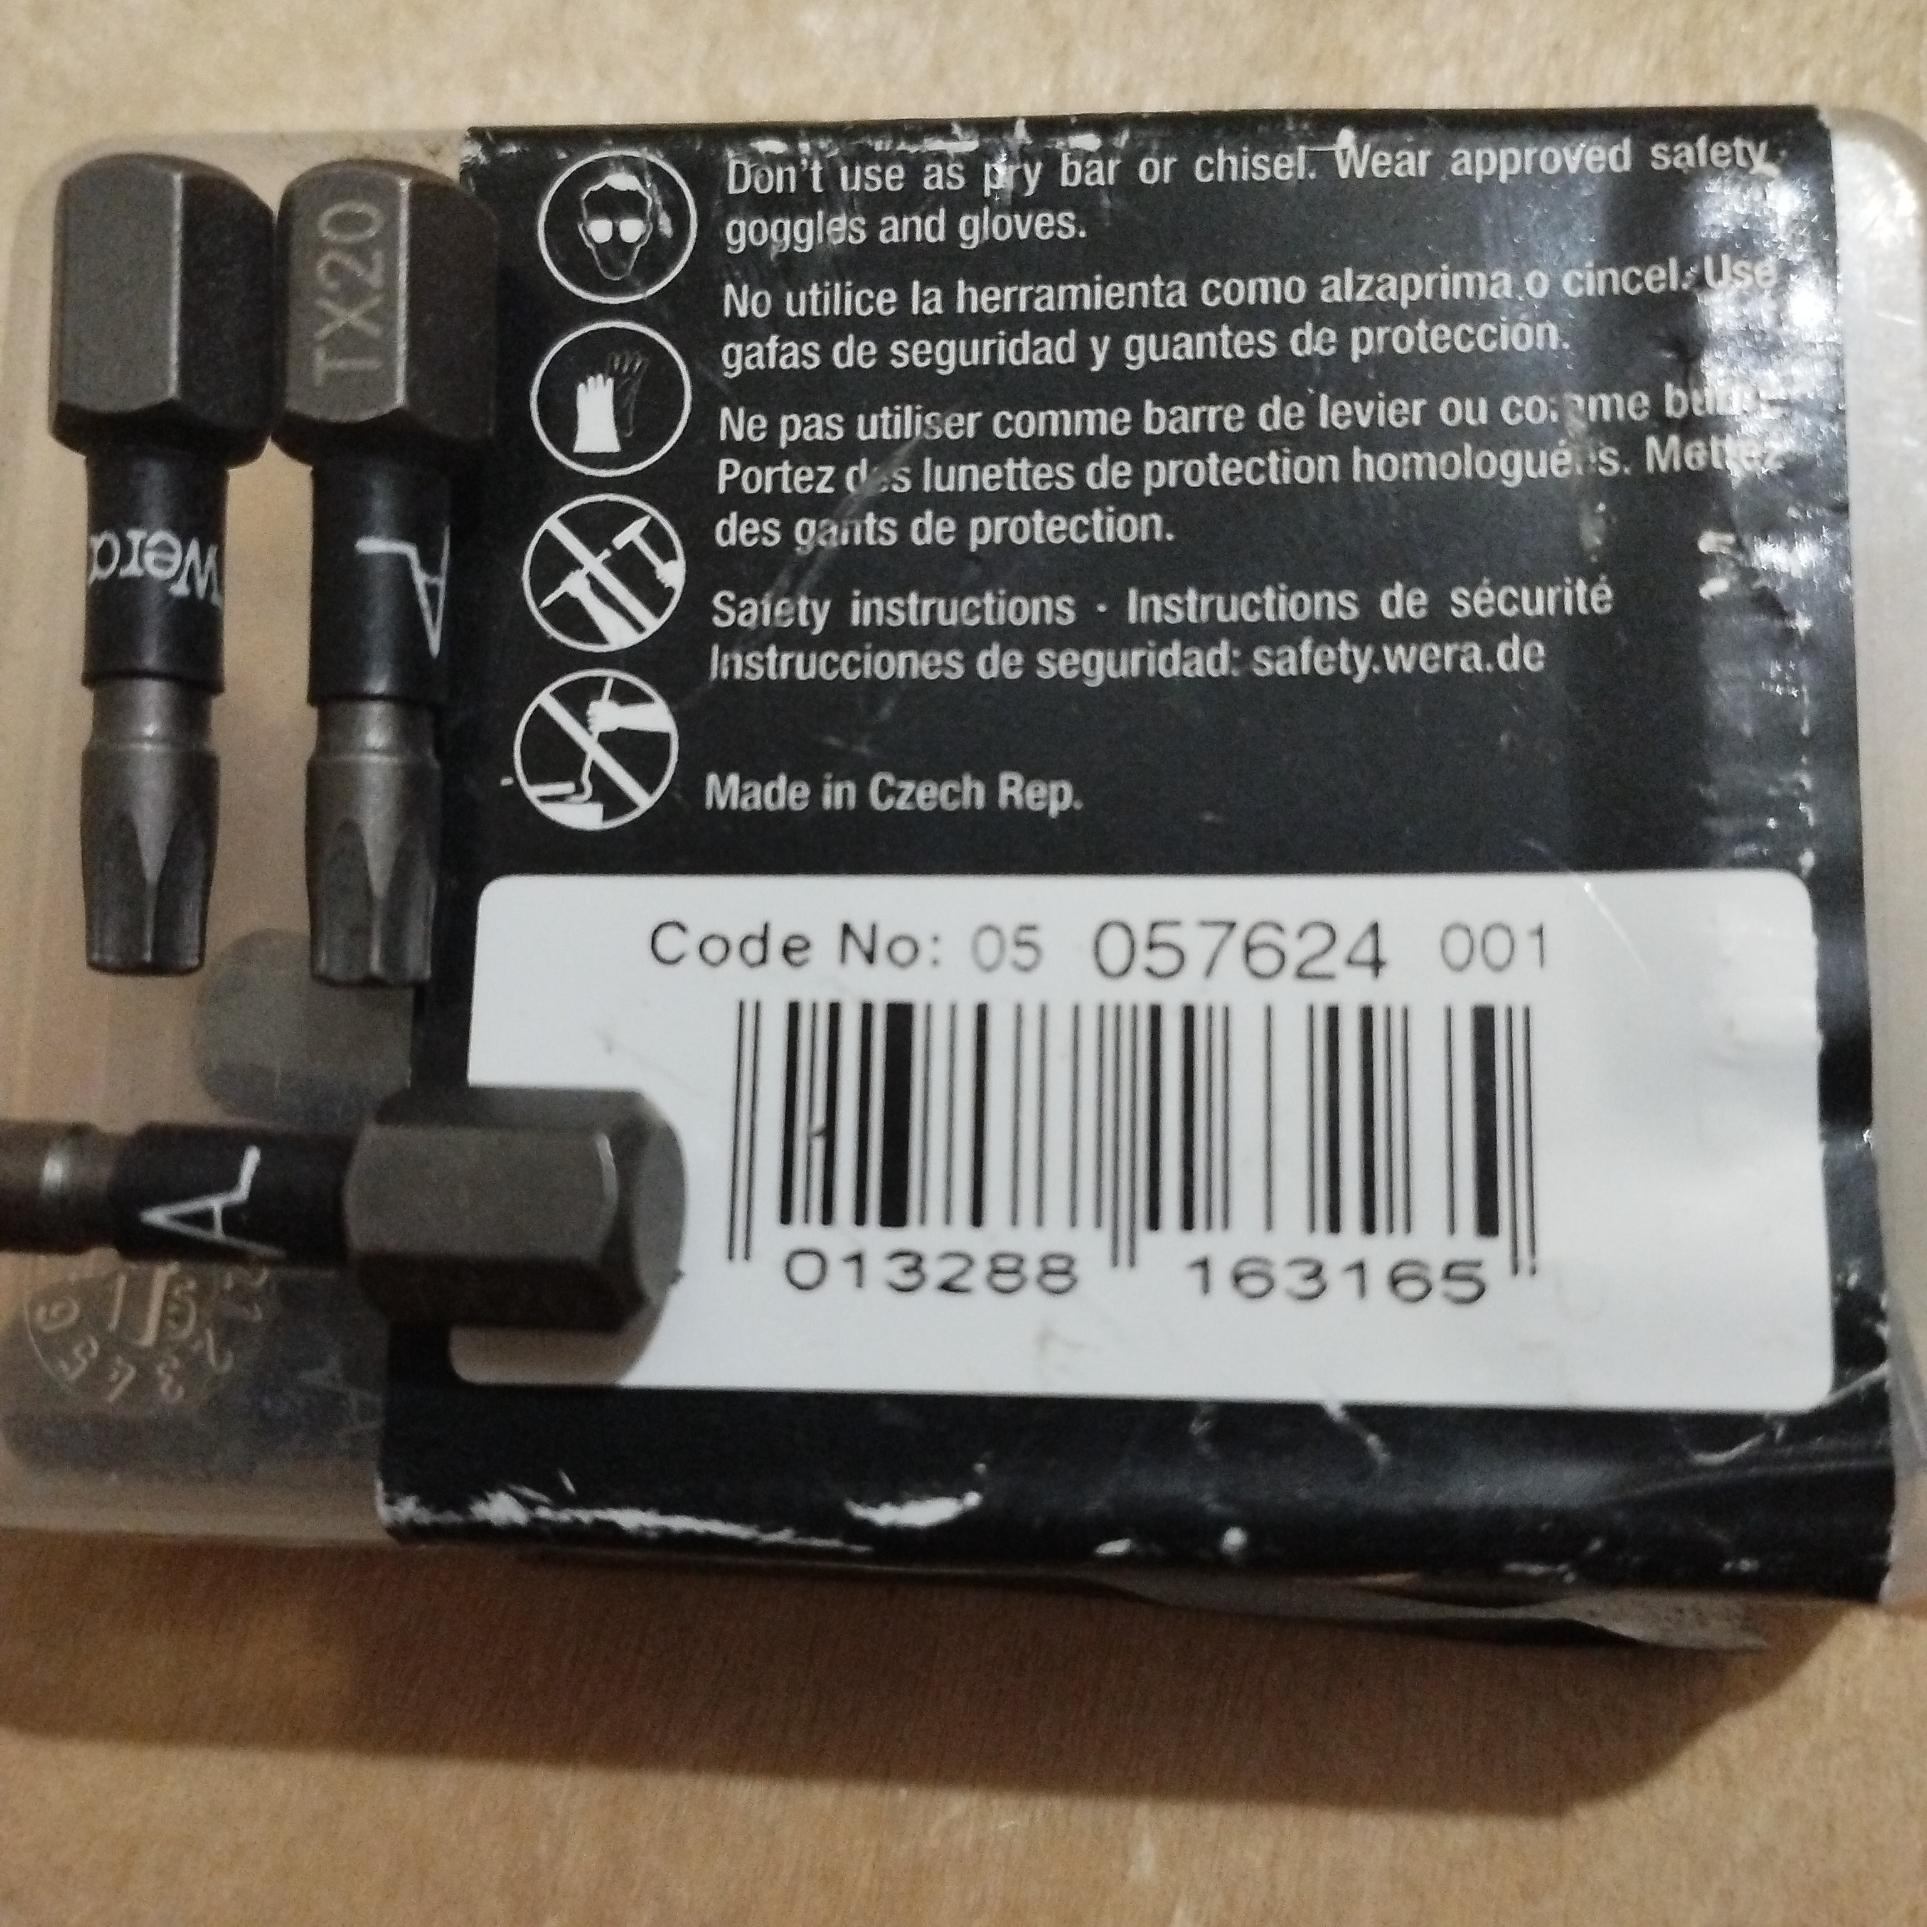 Don't use as pry bar or chisel. Wear approved safety
goggles and gloves.
No utilice la herramienta como alzaprima o cincel. Use
gafas de seguridad y guantes de protección.
Ne pas utiliser comme barre de levier ou comme
Portez des lunettes de protection homologuées. Mettez
des gants de protection.
Safety instructions · Instructions de sécurité
Instrucciones de seguridad: safety.wera.de
Made in Czech Rep.
Code No: 05 057624 001
013288 163165
TX20
Wera